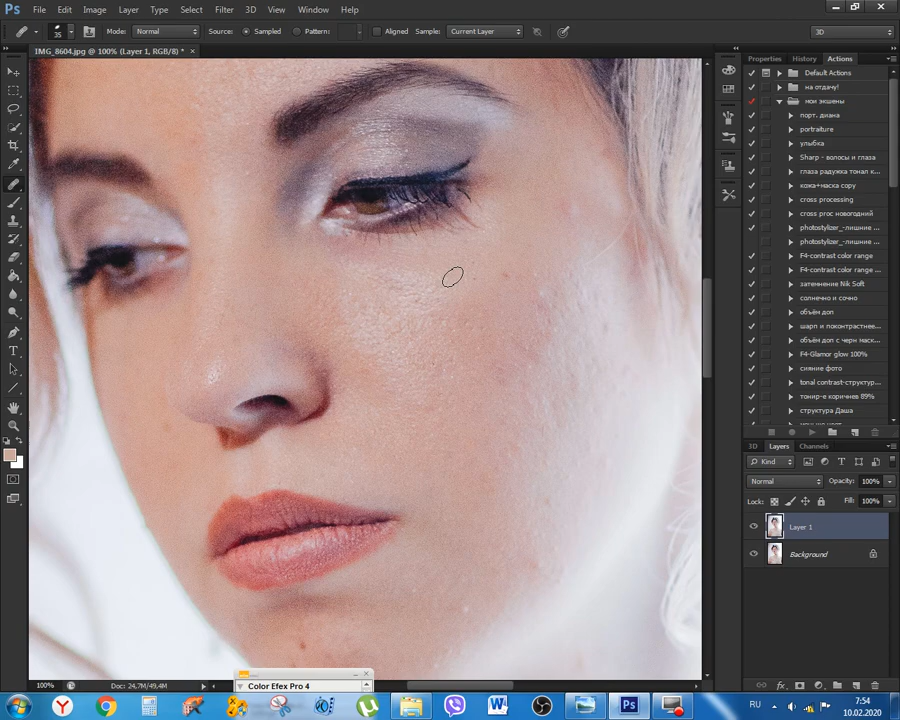 Ps File Edit Image Layer Type Select Filter 3D View Window Help
35 Mode: Normal Source: Sampled Pattern: Aligned Sample: Current Layer 3D
IMG_8604.jpg @ 100% (Layer 1, RGB/8) * ×
Properties History Actions
Default Actions
на отдачу!
мои экшены
порт. диана
portraiture
улыбка
Sharp - волосы и глаза
глаза радужка тонал к...
кожа+маска copy
cross processing
cross proc новогодний
photostylizer_-лишние ...
photostylizer_-лишние ...
F4-contrast color range
F4-contrast color range
затемнение Nik Soft
солнечно и сочно
объём доп
шарп и поконтрастнее...
объём доп с черн маск...
F4-Glamor glow 100%
сияние фото
tonal contrast-структур...
тонир-е коричнев 89%
структура Даша
3D Layers Channels
Kind
Normal Opacity: 100%
Lock: Fill: 100%
Layer 1
Background
fx
100% Doc: 24,7M/49,4M
Color Efex Pro 4
RU 7:54
10.02.2020